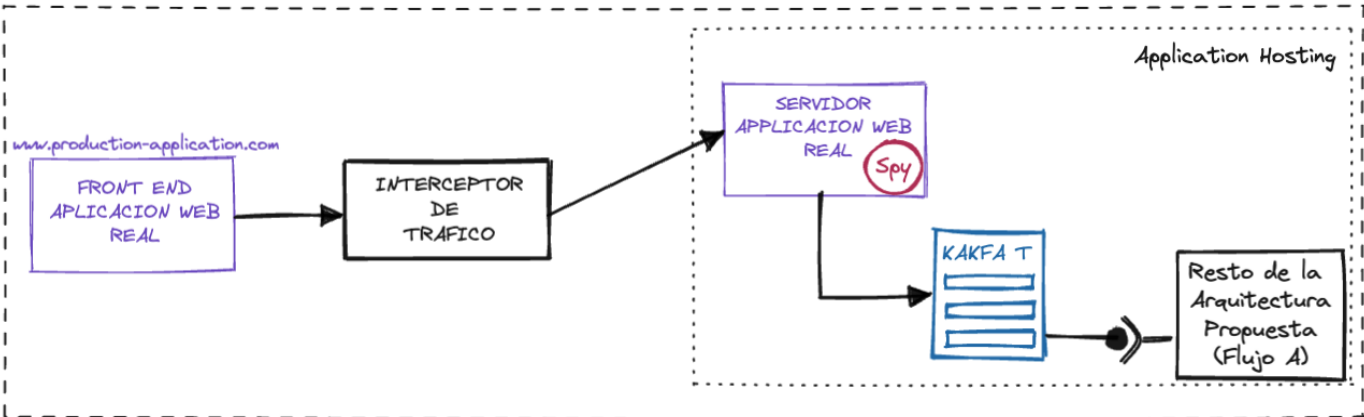 Application Hosting
www.production-application.com
FRONT END
APLICACION WEB
REAL
INTERCEPTOR
DE
TRAFICO
SERVIDOR
APPLICACION WEB
REAL
Spy
KAKFA T
Resto de la
Arquitectura
Propuesta
(Flujo A)